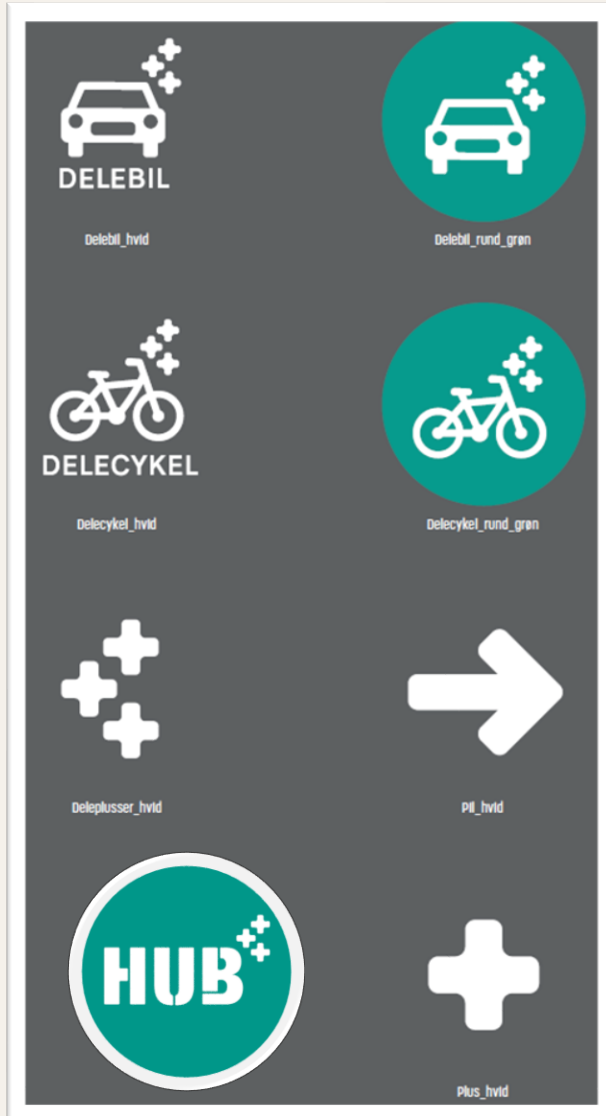 DELEBIL
Delebil_hvid
Delebil_rund_grøn
DELECYKEL
Delecykel_hvid
Delecykel_rund_grøn
Deleplusser_hvid
Pil_hvid
HUB
Plus_hvid